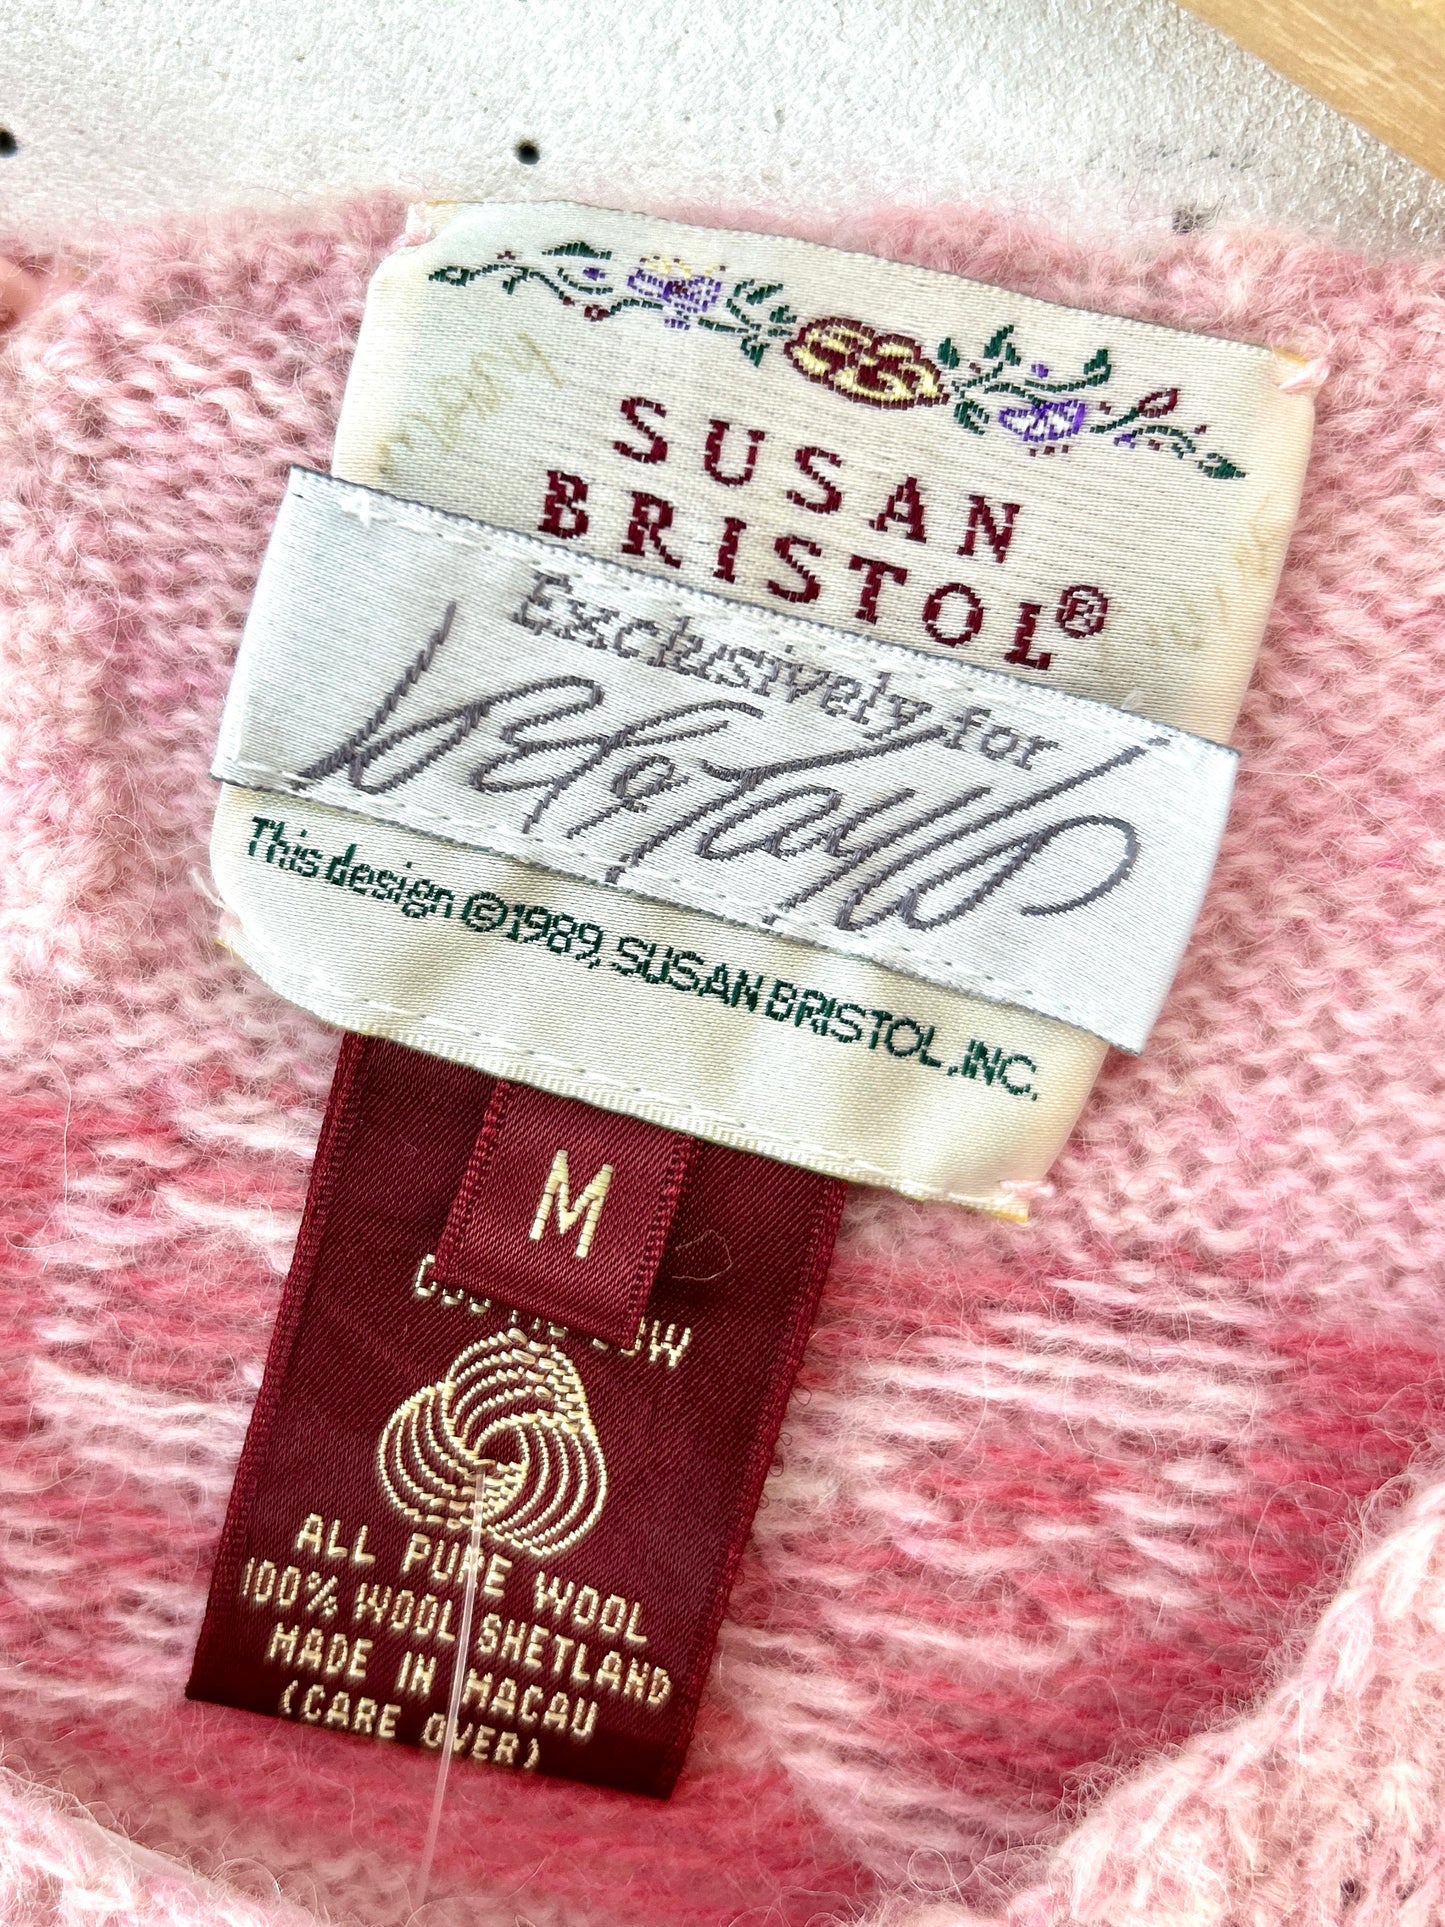 SUSAN
BRISTOL®
Exclusively for
This design ©1989, SUSAN BRISTOL, INC.
M
ALL PURE WOOL
100% WOOL SHETLAND
MADE IN MACAU
(CARE OVER)